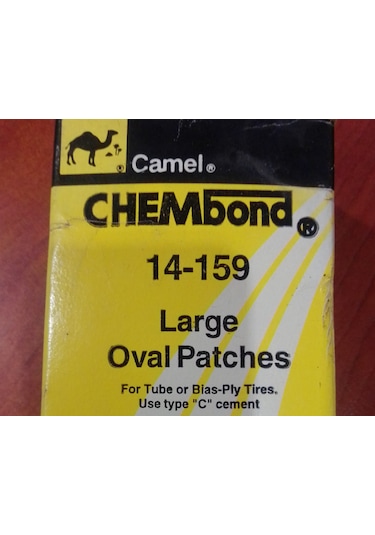 Camel®
CHEMbond®
14-159
Large
Oval Patches
For Tube or Bias-Ply Tires.
Use type "C" cement